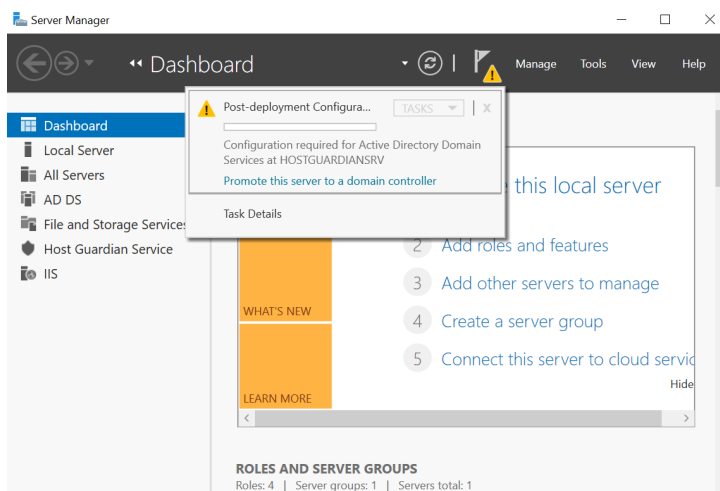 Server Manager
Dashboard
Manage Tools View Help
Post-deployment Configura... TASKS X
Configuration required for Active Directory Domain
Services at HOSTGUARDIANSRV
Promote this server to a domain controller
Task Details
Dashboard
Local Server
All Servers
AD DS
File and Storage Services
Host Guardian Service
IIS
this local server
2 Add roles and features
3 Add other servers to manage
4 Create a server group
5 Connect this server to cloud servic
WHAT'S NEW
LEARN MORE
Hide
ROLES AND SERVER GROUPS
Roles: 4 | Server groups: 1 | Servers total: 1